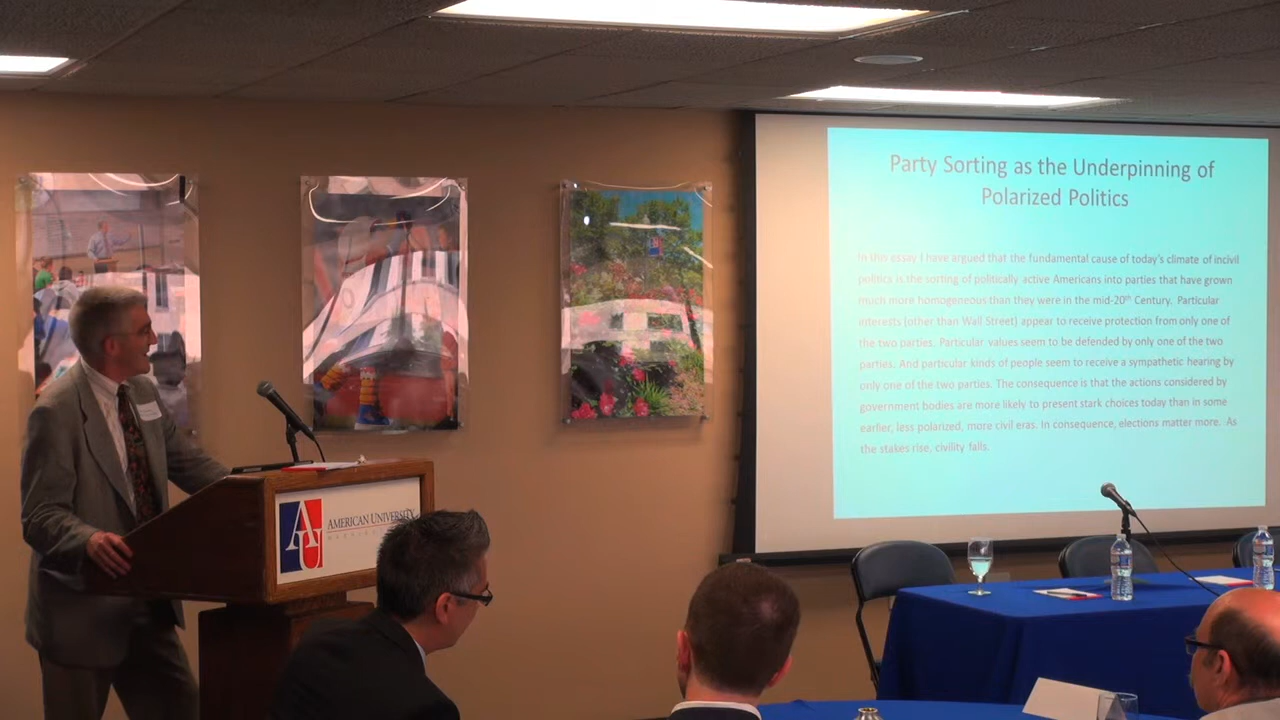 Party Sorting as the Underpinning of
Polarized Politics
In this essay I have argued that the fundamental cause of today's climate of incivil
politics is the sorting of politically active Americans into parties that have grown
much more homogeneous than they were in the mid-20th Century. Particular
interests (other than Wall Street) appear to receive protection from only one of
the two parties. Particular values seem to be defended by only one of the two
parties. And particular kinds of people seem to receive a sympathetic hearing by
only one of the two parties. The consequence is that the actions considered by
government bodies are more likely to present stark choices today than in some
earlier, less polarized, more civil eras. In consequence, elections matter more. As
the stakes rise, civility falls.
AU
AMERICAN UNIVERSITY